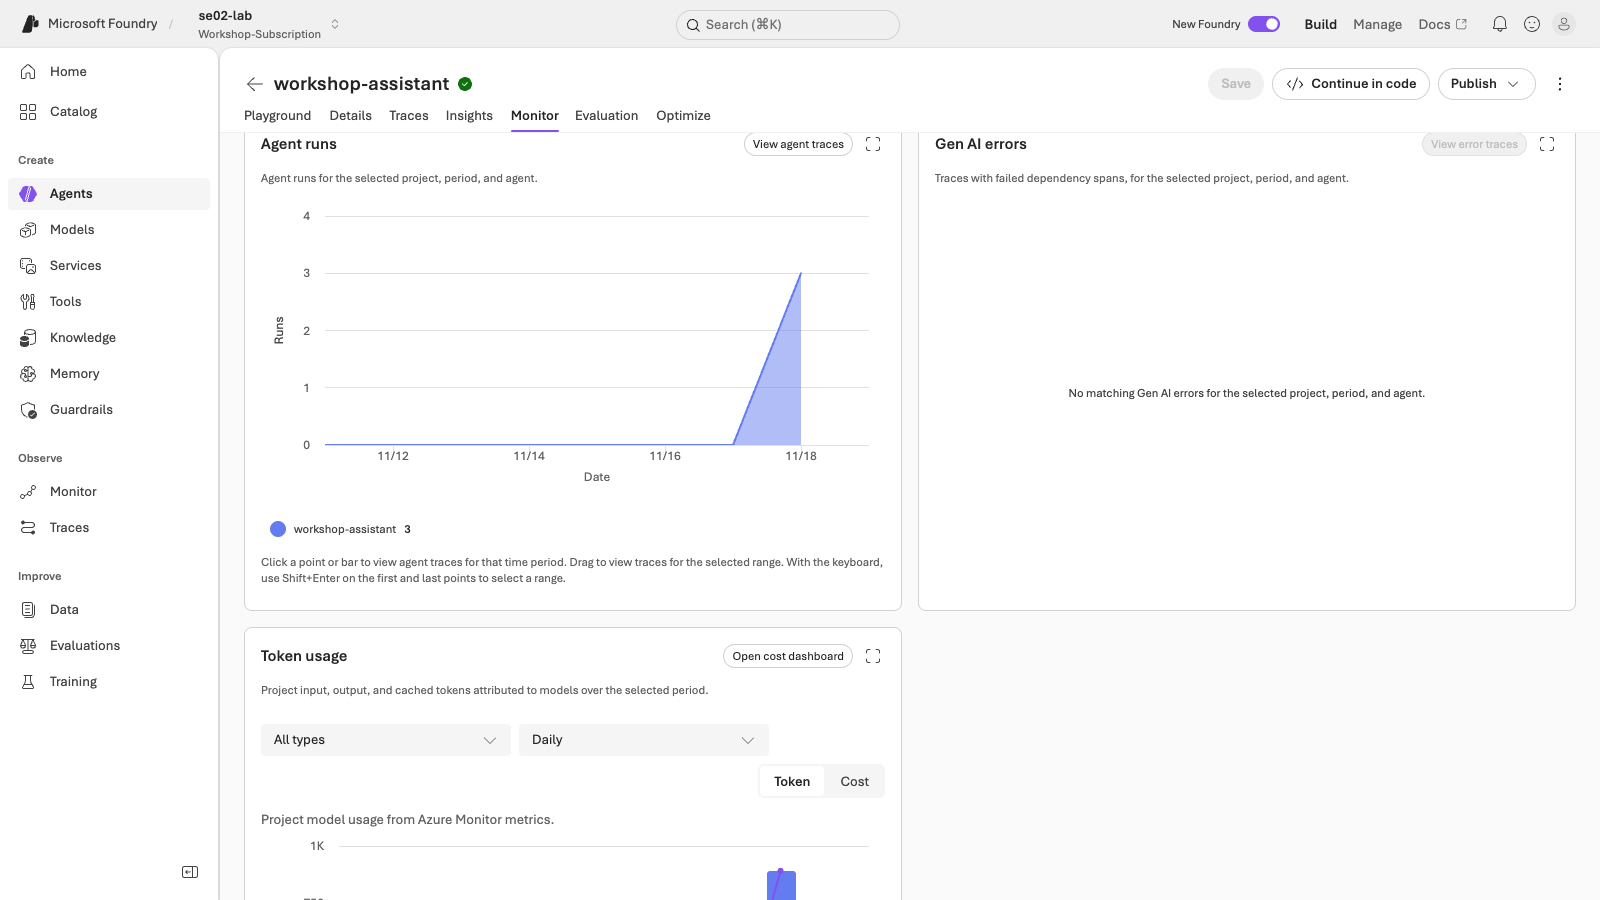 Microsoft Foundry / se02-lab
Workshop-Subscription
Search (⌘K)
New Foundry
Build
Manage
Docs
Home
Catalog
Create
Agents
Models
Services
Tools
Knowledge
Memory
Guardrails
Observe
Monitor
Traces
Improve
Data
Evaluations
Training
workshop-assistant
Save
</> Continue in code
Publish
Playground Details Traces Insights Monitor Evaluation Optimize
Agent runs
View agent traces
Agent runs for the selected project, period, and agent.
4
3
2
1
0
Runs
11/12 11/14 11/16 11/18
Date
workshop-assistant 3
Click a point or bar to view agent traces for that time period. Drag to view traces for the selected range. With the keyboard,
use Shift+Enter on the first and last points to select a range.
Gen AI errors
View error traces
Traces with failed dependency spans, for the selected project, period, and agent.
No matching Gen AI errors for the selected project, period, and agent.
Token usage
Open cost dashboard
Project input, output, and cached tokens attributed to models over the selected period.
All types
Daily
Token Cost
Project model usage from Azure Monitor metrics.
1K